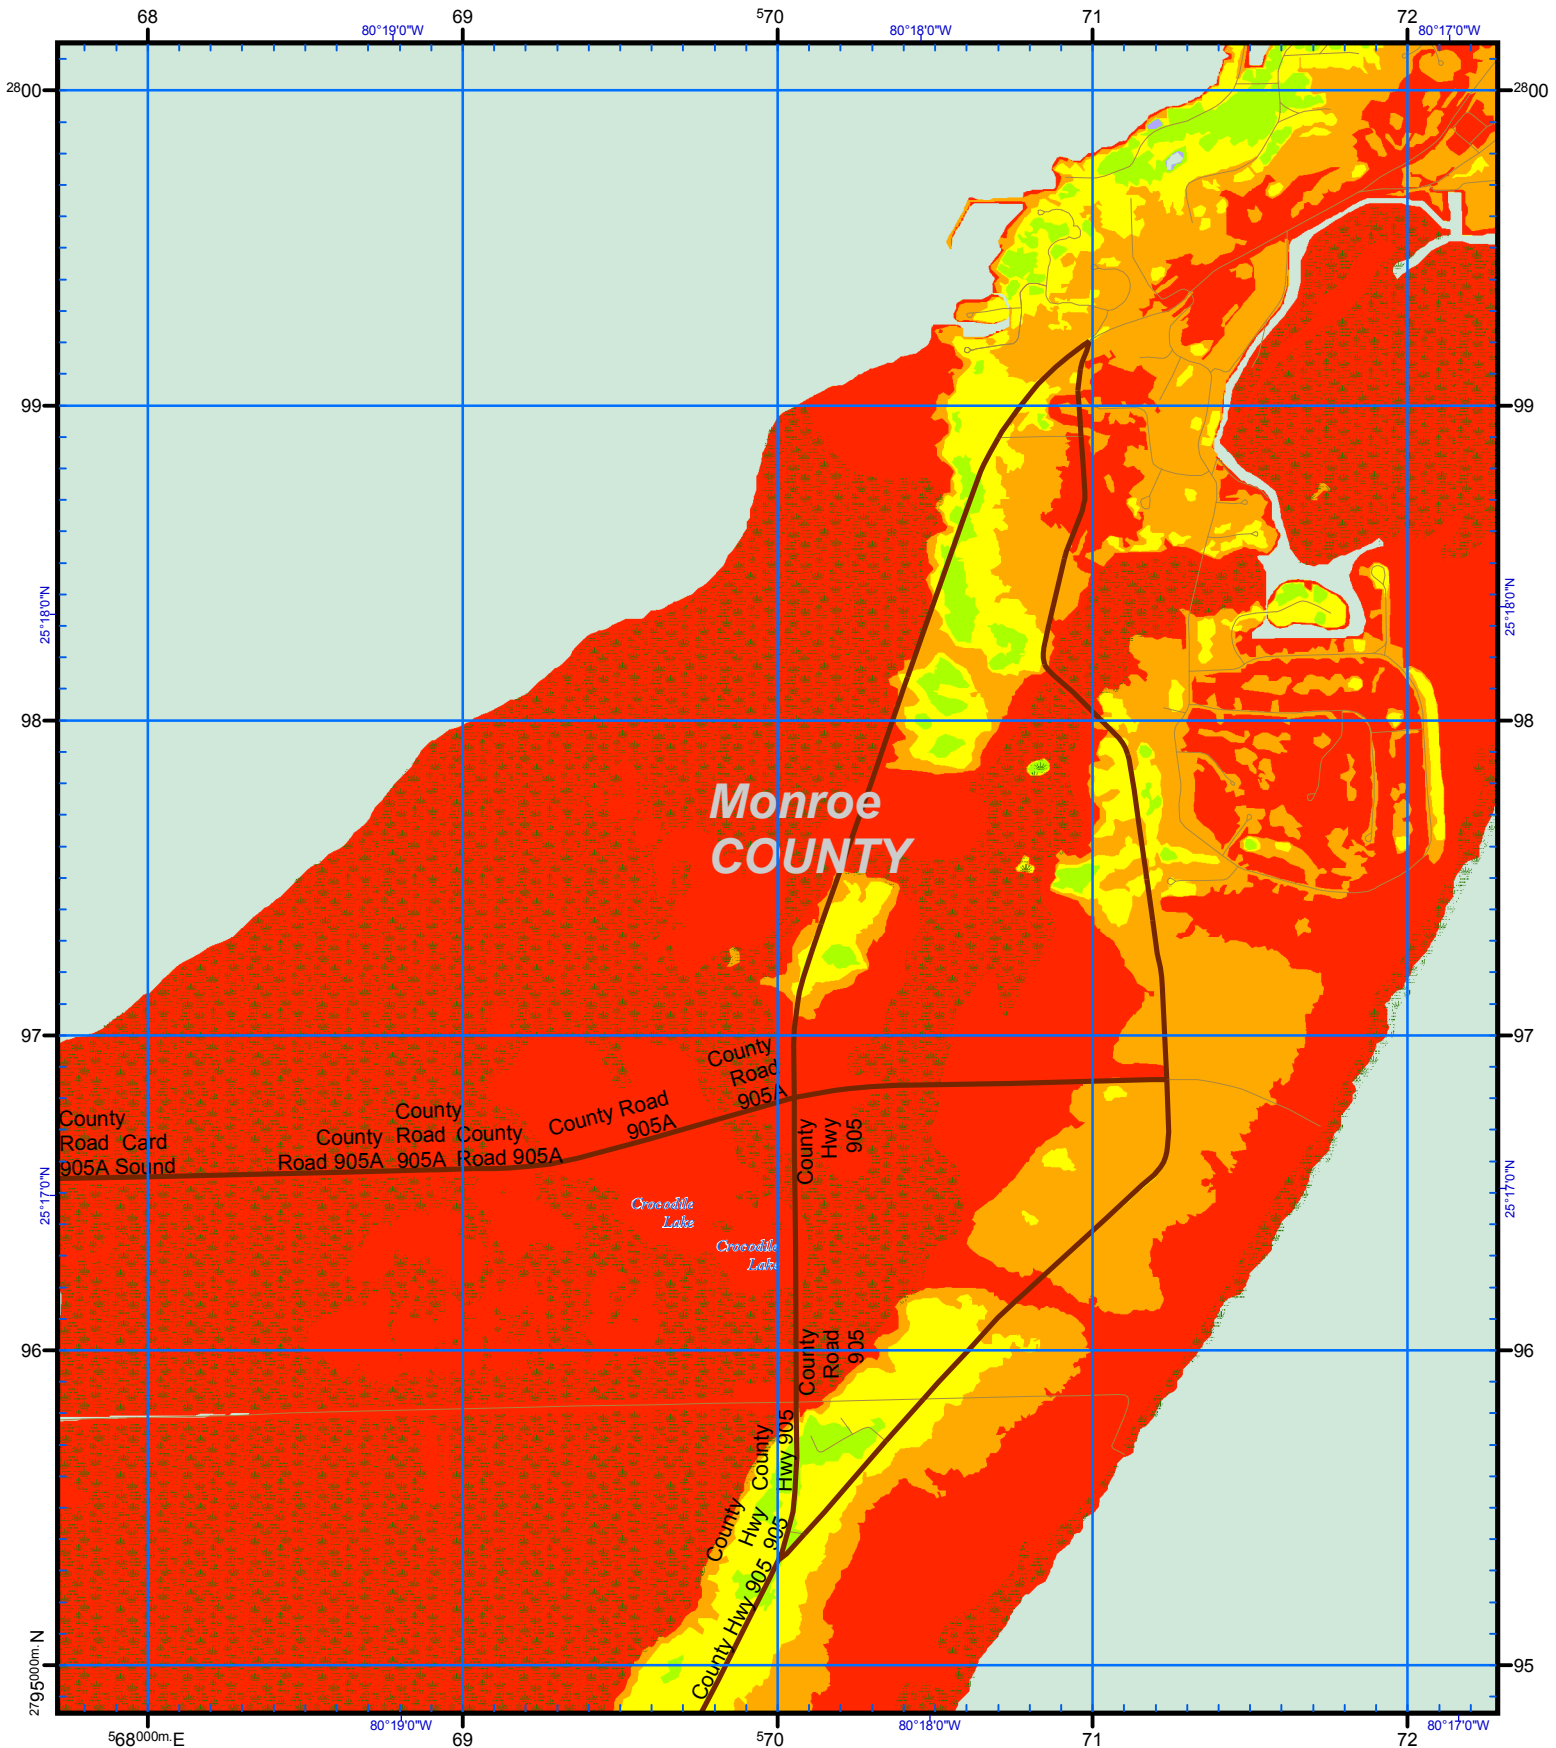 68 69 570 71 72
80°19'0"W 80°18'0"W 80°17'0"W
2800 2800
99 99
25°18'0"N 25°18'0"N
98 98
Monroe
COUNTY
97 97
County
Road
905A
County Road
905A
County
Road 905A
County
Road
905A
County
Road 905A
County
Road Card
905A Sound
County
Hwy
905
25°17'0"N 25°17'0"N
Crocodile
Lake
Crocodile
Lake
96 96
County
Road
905
County
Hwy 905
County
Hwy
905
County Hwy 905
2795000m. N 95
80°19'0"W 80°18'0"W 80°17'0"W
568000m. E 69 570 71 72